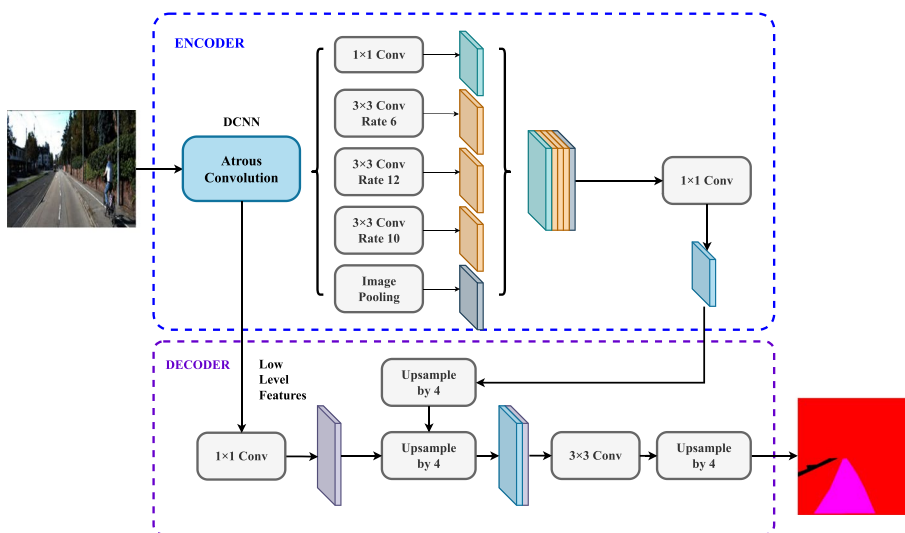 ENCODER
DCNN
Atrous
Convolution
1×1 Conv
3×3 Conv
Rate 6
3×3 Conv
Rate 12
3×3 Conv
Rate 10
Image
Pooling
1×1 Conv
DECODER
Low
Level
Features
Upsample
by 4
1×1 Conv
Upsample
by 4
3×3 Conv
Upsample
by 4